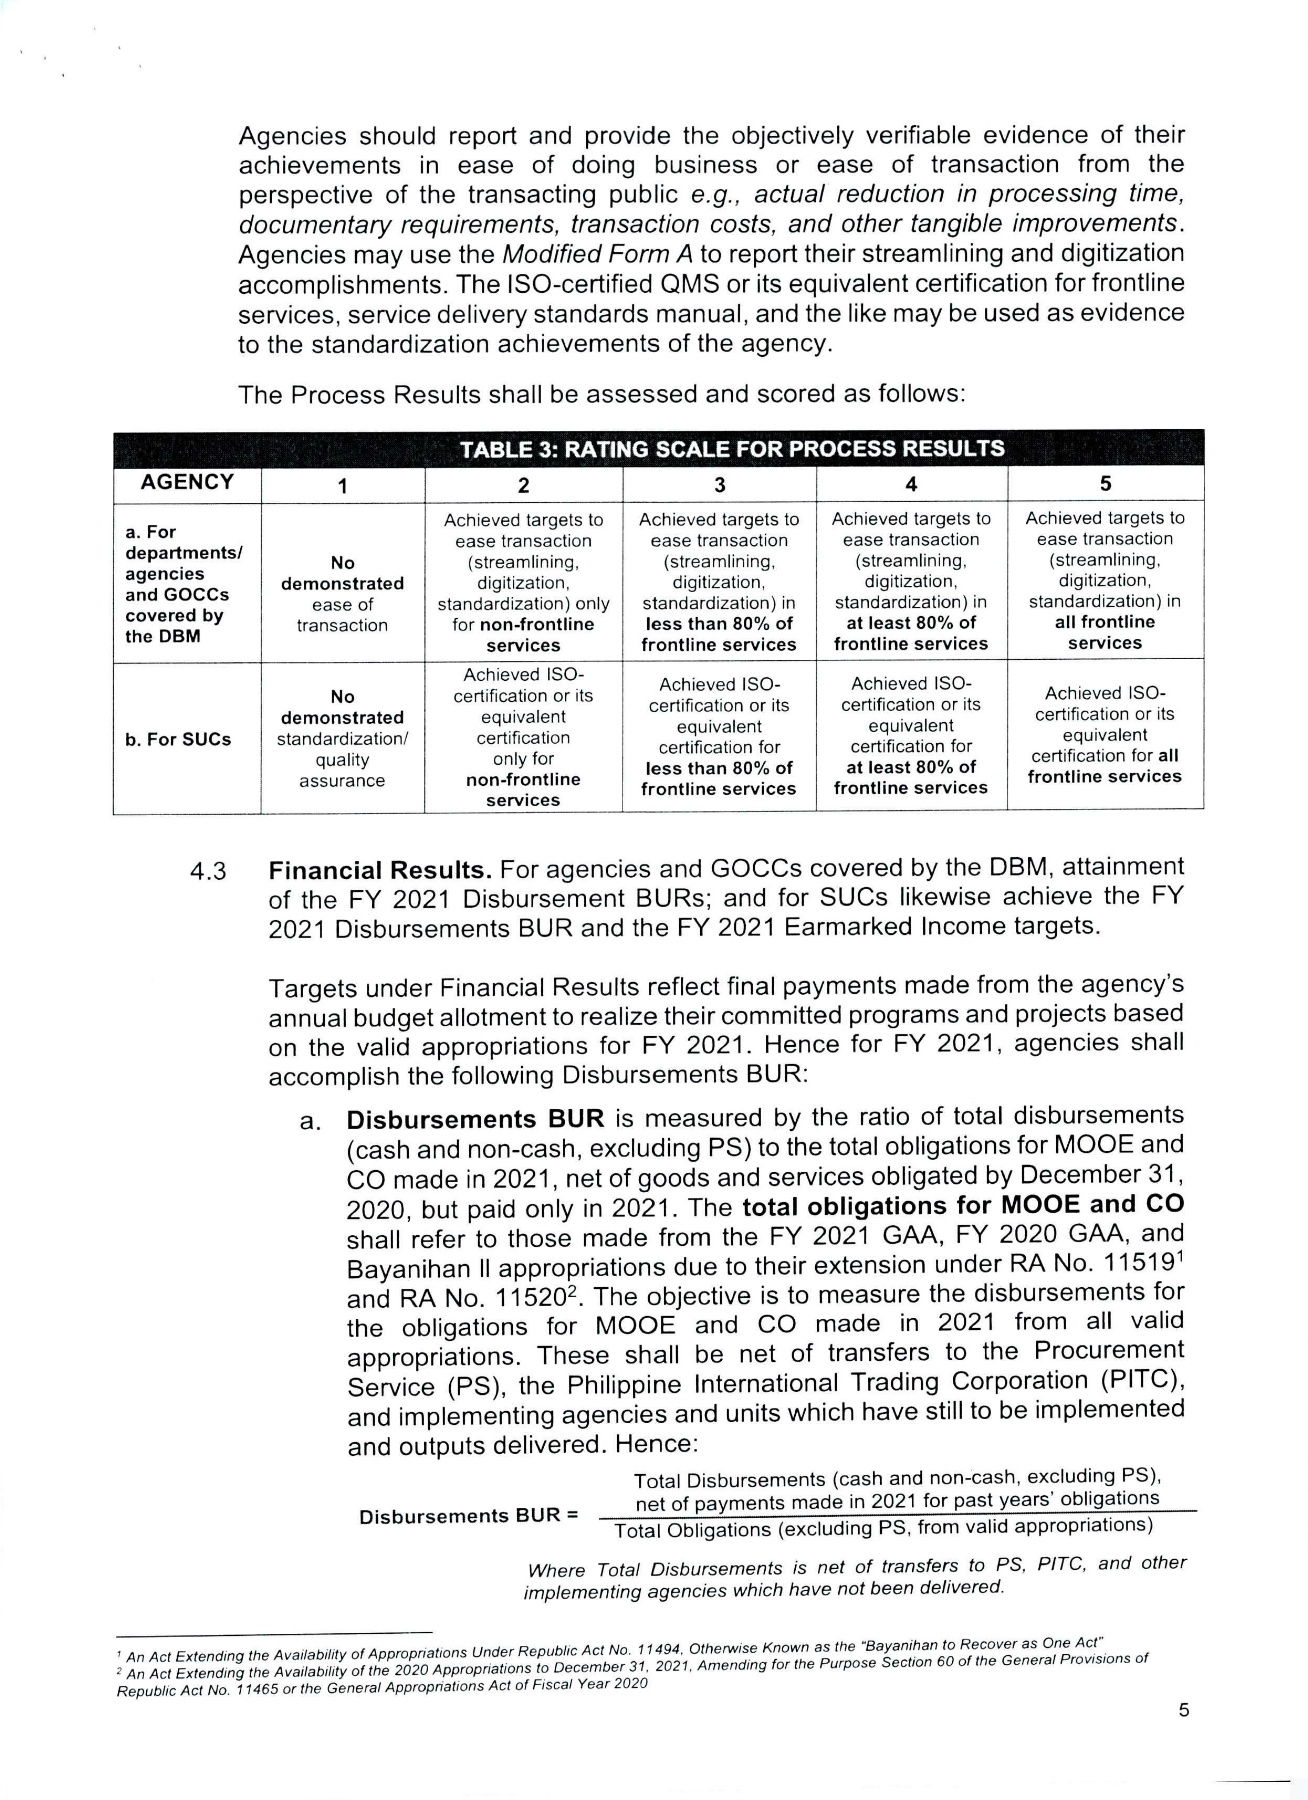 Agencies should report and provide the objectively verifiable evidence of their
achievements in ease of doing business or ease of transaction from the
perspective of the transacting public e.g., actual reduction in processing time,
documentary requirements, transaction costs, and other tangible improvements.
Agencies may use the Modified Form A to report their streamlining and digitization
accomplishments. The ISO-certified QMS or its equivalent certification for frontline
services, service delivery standards manual, and the like may be used as evidence
to the standardization achievements of the agency.
The Process Results shall be assessed and scored as follows:
TABLE 3: RATING SCALE FOR PROCESS RESULTS
AGENCY 1 2 3 4 5
a. For
departments/
agencies
and GOCCs
covered by
the DBM
No
demonstrated
ease of
transaction
Achieved targets to
ease transaction
(streamlining,
digitization,
standardization) only
for non-frontline
services
Achieved targets to
ease transaction
(streamlining,
digitization,
standardization) in
less than 80% of
frontline services
Achieved targets to
ease transaction
(streamlining,
digitization,
standardization) in
at least 80% of
frontline services
Achieved targets to
ease transaction
(streamlining,
digitization,
standardization) in
all frontline
services
b. For SUCs
No
demonstrated
standardization/
quality
assurance
Achieved ISO-
certification or its
equivalent
certification
only for
non-frontline
services
Achieved ISO-
certification or its
equivalent
certification for
less than 80% of
frontline services
Achieved ISO-
certification or its
equivalent
certification for
at least 80% of
frontline services
Achieved ISO-
certification or its
equivalent
certification for all
frontline services
4.3 Financial Results. For agencies and GOCCs covered by the DBM, attainment
of the FY 2021 Disbursement BURs; and for SUCs likewise achieve the FY
2021 Disbursements BUR and the FY 2021 Earmarked Income targets.
Targets under Financial Results reflect final payments made from the agency's
annual budget allotment to realize their committed programs and projects based
on the valid appropriations for FY 2021. Hence for FY 2021, agencies shall
accomplish the following Disbursements BUR:
a. Disbursements BUR is measured by the ratio of total disbursements
(cash and non-cash, excluding PS) to the total obligations for MOOE and
CO made in 2021, net of goods and services obligated by December 31,
2020, but paid only in 2021. The total obligations for MOOE and CO
shall refer to those made from the FY 2021 GAA, FY 2020 GAA, and
Bayanihan II appropriations due to their extension under RA No. 11519¹
and RA No. 11520². The objective is to measure the disbursements for
the obligations for MOOE and CO made in 2021 from all valid
appropriations. These shall be net of transfers to the Procurement
Service (PS), the Philippine International Trading Corporation (PITC),
and implementing agencies and units which have still to be implemented
and outputs delivered. Hence:
Total Disbursements (cash and non-cash, excluding PS),
net of payments made in 2021 for past years' obligations
Disbursements BUR =
Total Obligations (excluding PS, from valid appropriations)
Where Total Disbursements is net of transfers to PS, PITC, and other
implementing agencies which have not been delivered.
¹ An Act Extending the Availability of Appropriations Under Republic Act No. 11494, Otherwise Known as the "Bayanihan to Recover as One Act"
² An Act Extending the Availability of the 2020 Appropriations to December 31, 2021, Amending for the Purpose Section 60 of the General Provisions of
Republic Act No. 11465 or the General Appropriations Act of Fiscal Year 2020
5